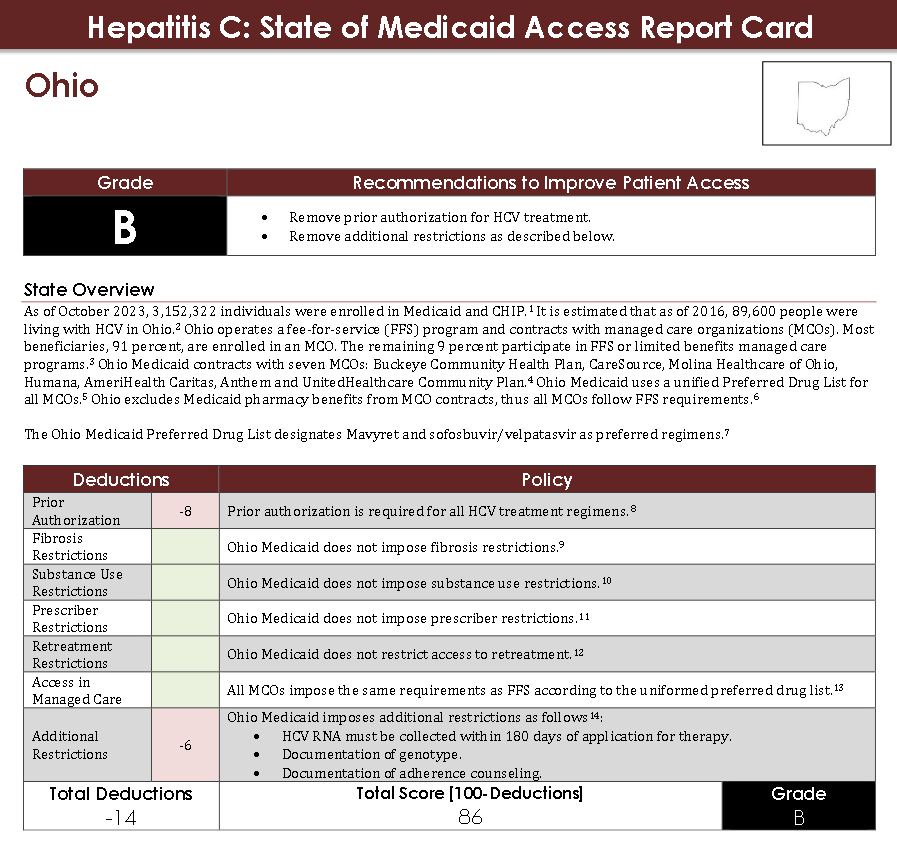 Hepatitis C: State of Medicaid Access Report Card
Ohio
Grade
Recommendations to Improve Patient Access
B
• Remove prior authorization for HCV treatment.
• Remove additional restrictions as described below.
State Overview
As of October 2023, 3,152,322 individuals were enrolled in Medicaid and CHIP.¹ It is estimated that as of 2016, 89,600 people were
living with HCV in Ohio.² Ohio operates a fee-for-service (FFS) program and contracts with managed care organizations (MCOs). Most
beneficiaries, 91 percent, are enrolled in an MCO. The remaining 9 percent participate in FFS or limited benefits managed care
programs.³ Ohio Medicaid contracts with seven MCOs: Buckeye Community Health Plan, CareSource, Molina Healthcare of Ohio,
Humana, AmeriHealth Caritas, Anthem and UnitedHealthcare Community Plan.⁴ Ohio Medicaid uses a unified Preferred Drug List for
all MCOs.⁵ Ohio excludes Medicaid pharmacy benefits from MCO contracts, thus all MCOs follow FFS requirements.⁶
The Ohio Medicaid Preferred Drug List designates Mavyret and sofosbuvir/velpatasvir as preferred regimens.⁷
Deductions
Policy
Prior
Authorization
-8
Prior authorization is required for all HCV treatment regimens.⁸
Fibrosis
Restrictions
Ohio Medicaid does not impose fibrosis restrictions.⁹
Substance Use
Restrictions
Ohio Medicaid does not impose substance use restrictions.¹⁰
Prescriber
Restrictions
Ohio Medicaid does not impose prescriber restrictions.¹¹
Retreatment
Restrictions
Ohio Medicaid does not restrict access to retreatment.¹²
Access in
Managed Care
All MCOs impose the same requirements as FFS according to the uniformed preferred drug list.¹³
Additional
Restrictions
-6
Ohio Medicaid imposes additional restrictions as follows¹⁴:
• HCV RNA must be collected within 180 days of application for therapy.
• Documentation of genotype.
• Documentation of adherence counseling.
Total Deductions
-14
Total Score [100-Deductions]
86
Grade
B